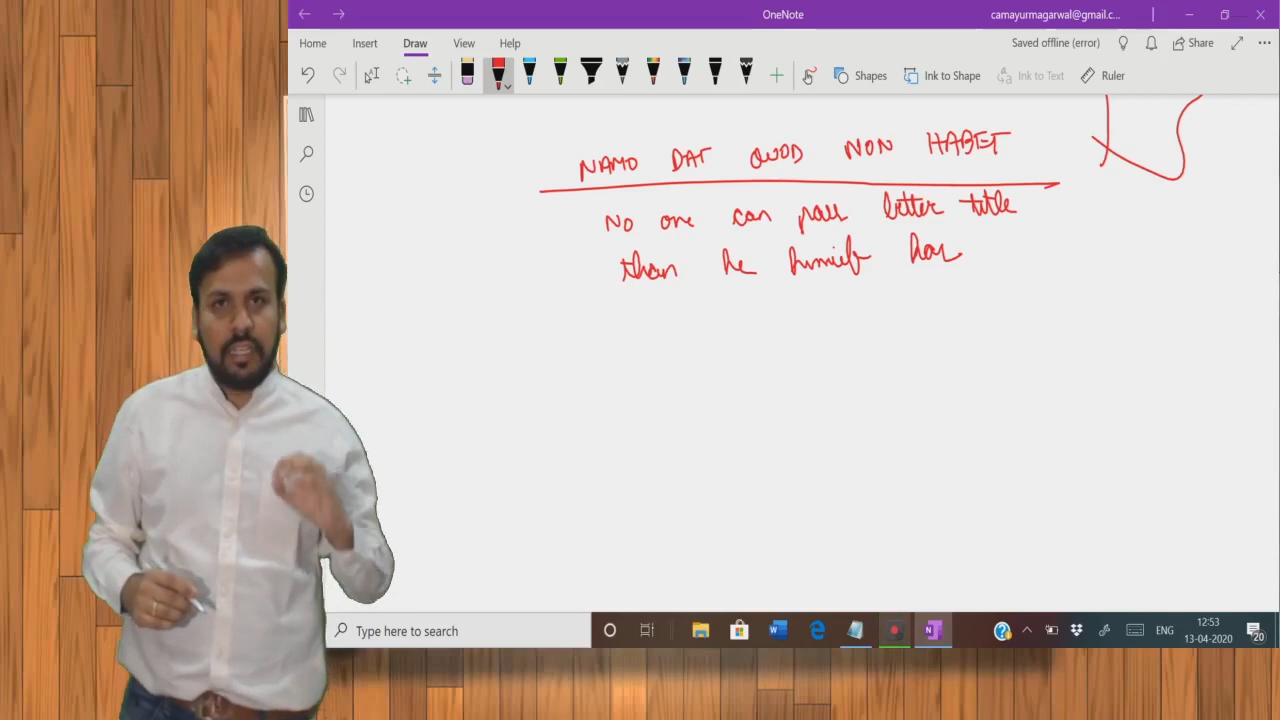 OneNote
camayurmagarwal@gmail.c...
Home Insert Draw View Help
Saved offline (error)
Share
Shapes
Ink to Shape
Ink to Text
Ruler
NAMO DAT QUOD NON HABET
No one can pass better title
than he himself has
Type here to search
ENG
12:53
13-04-2020
20